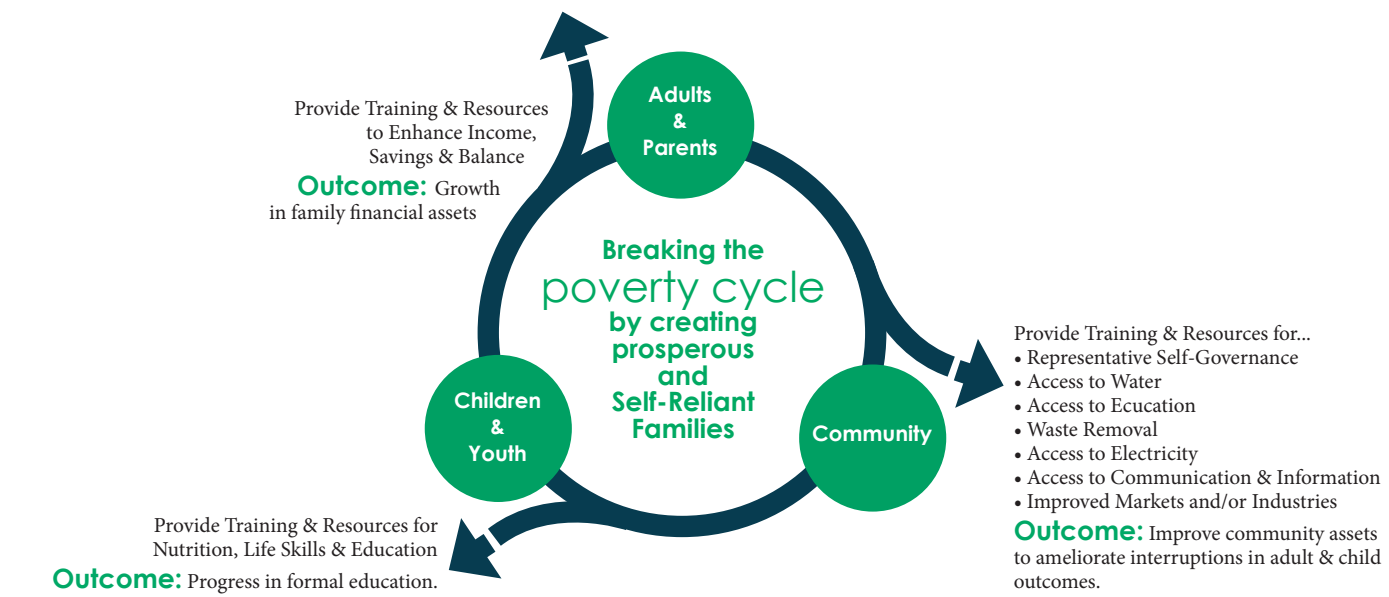 Adults
&
Parents
Provide Training & Resources
to Enhance Income,
Savings & Balance
Outcome: Growth
in family financial assets
Breaking the
poverty cycle
by creating
prosperous
and
Self-Reliant
Families
Community
Provide Training & Resources for...
• Representative Self-Governance
• Access to Water
• Access to Ecucation
• Waste Removal
• Access to Electricity
• Access to Communication & Information
• Improved Markets and/or Industries
Outcome: Improve community assets
to ameliorate interruptions in adult & child
outcomes.
Children
&
Youth
Provide Training & Resources for
Nutrition, Life Skills & Education
Outcome: Progress in formal education.